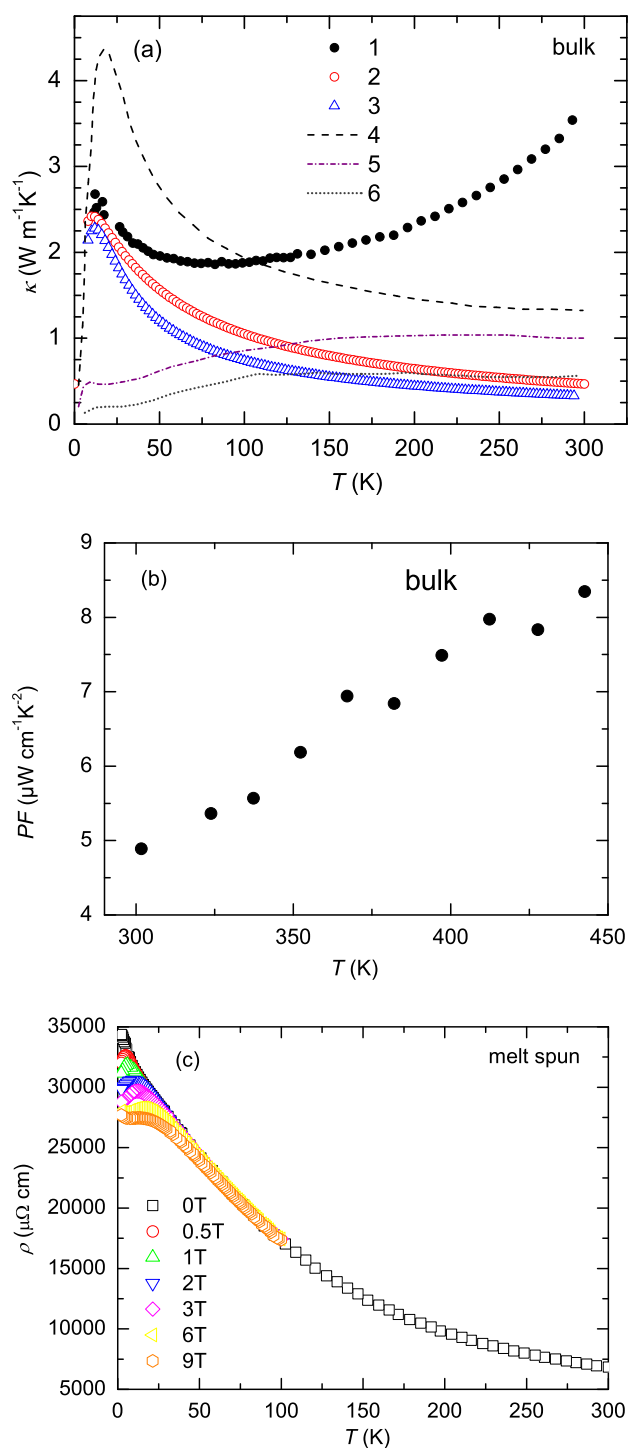 (a)
bulk
1
2
3
4
5
6
4
3
2
1
0
κ (W m⁻¹K⁻¹)
0 50 100 150 200 250 300
T (K)
(b)
bulk
9
8
7
6
5
4
PF (μW cm⁻¹K⁻²)
300 350 400 450
T (K)
(c)
melt spun
35000
30000
25000
20000
15000
10000
5000
ρ (μΩ cm)
0T
0.5T
1T
2T
3T
6T
9T
0 50 100 150 200 250 300
T (K)